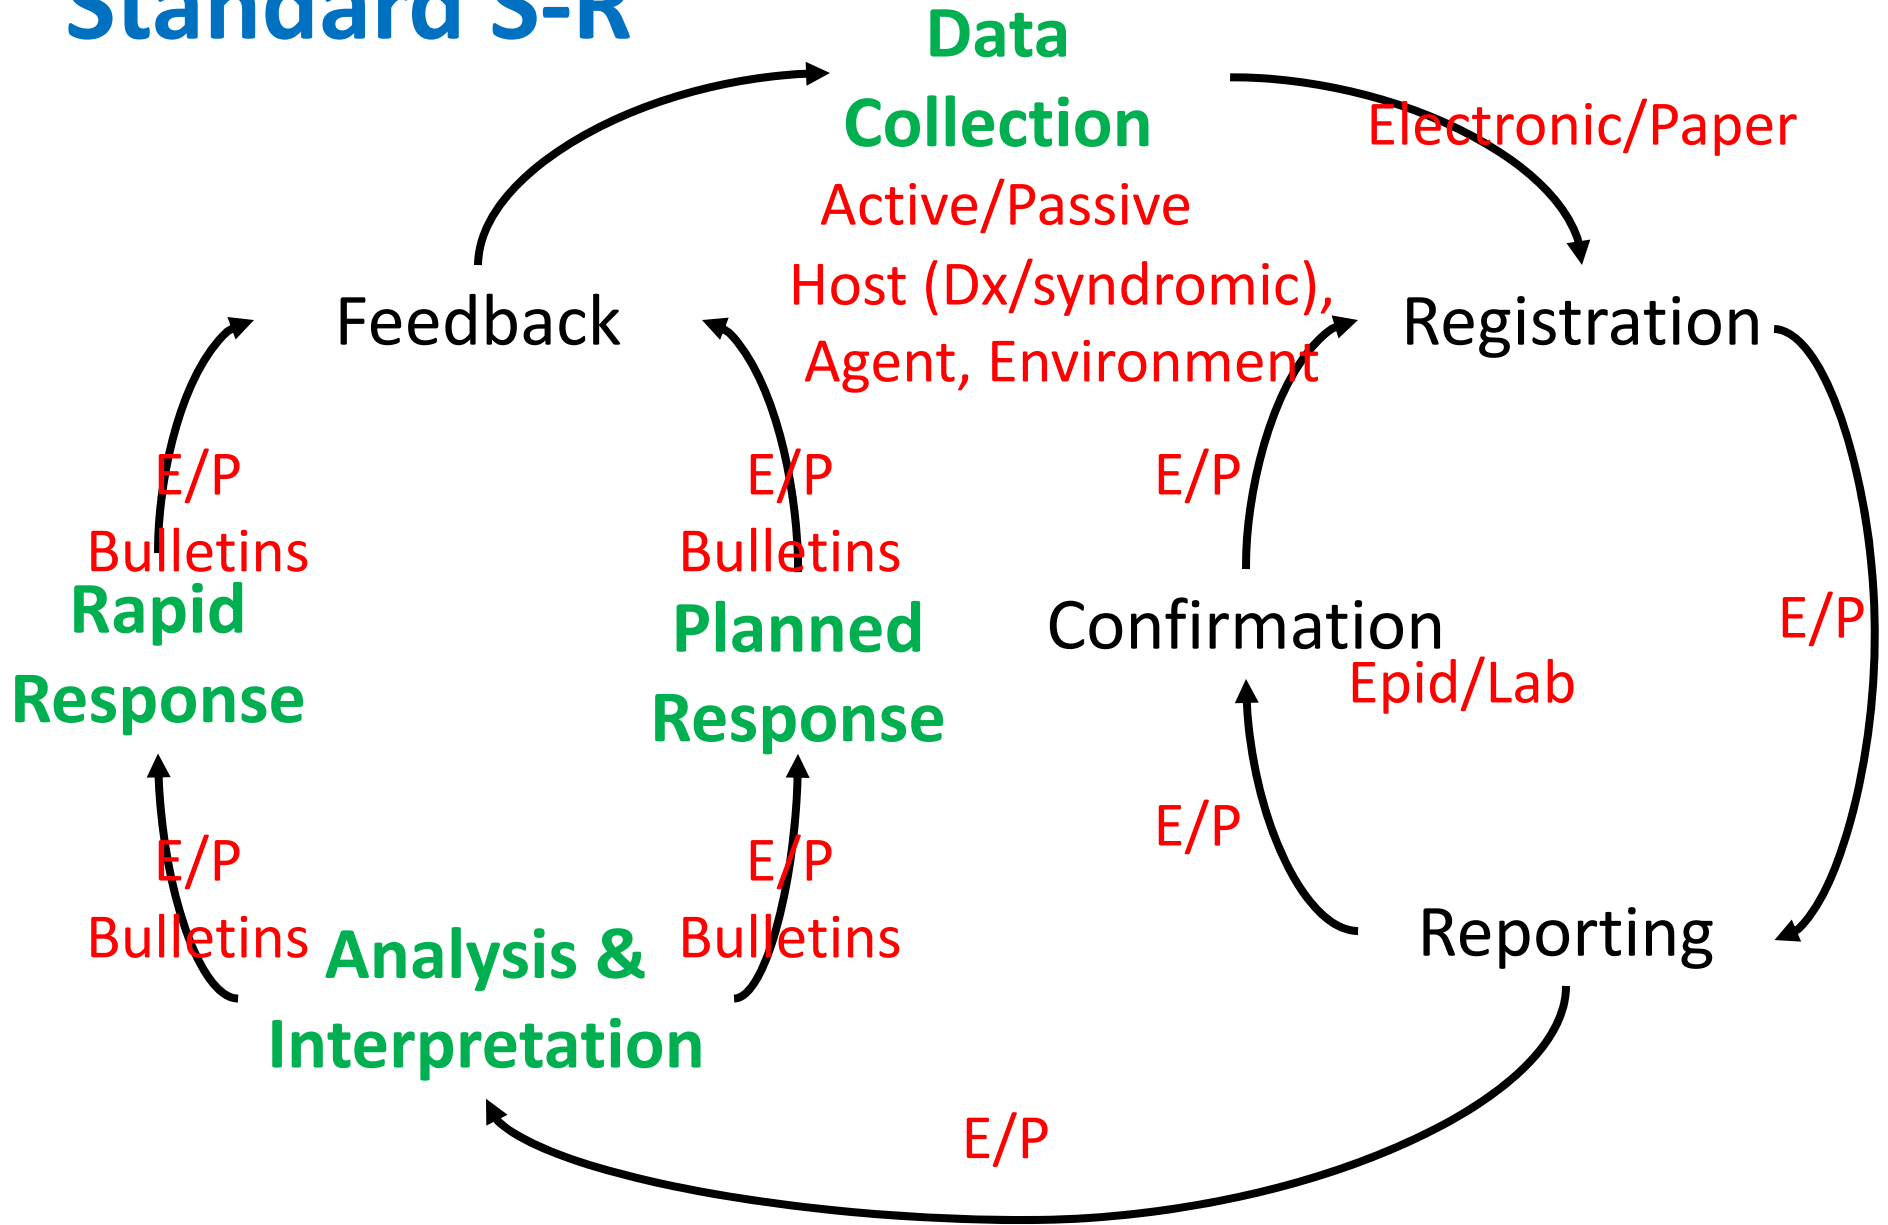 Standard S-R
Data
Collection
Electronic/Paper
Active/Passive
Host (Dx/syndromic),
Agent, Environment
Feedback
Registration
E/P
Bulletins
E/P
Bulletins
E/P
Rapid
Response
Planned
Response
Confirmation
Epid/Lab
E/P
E/P
Bulletins
E/P
Bulletins
E/P
Analysis &
Interpretation
Reporting
E/P